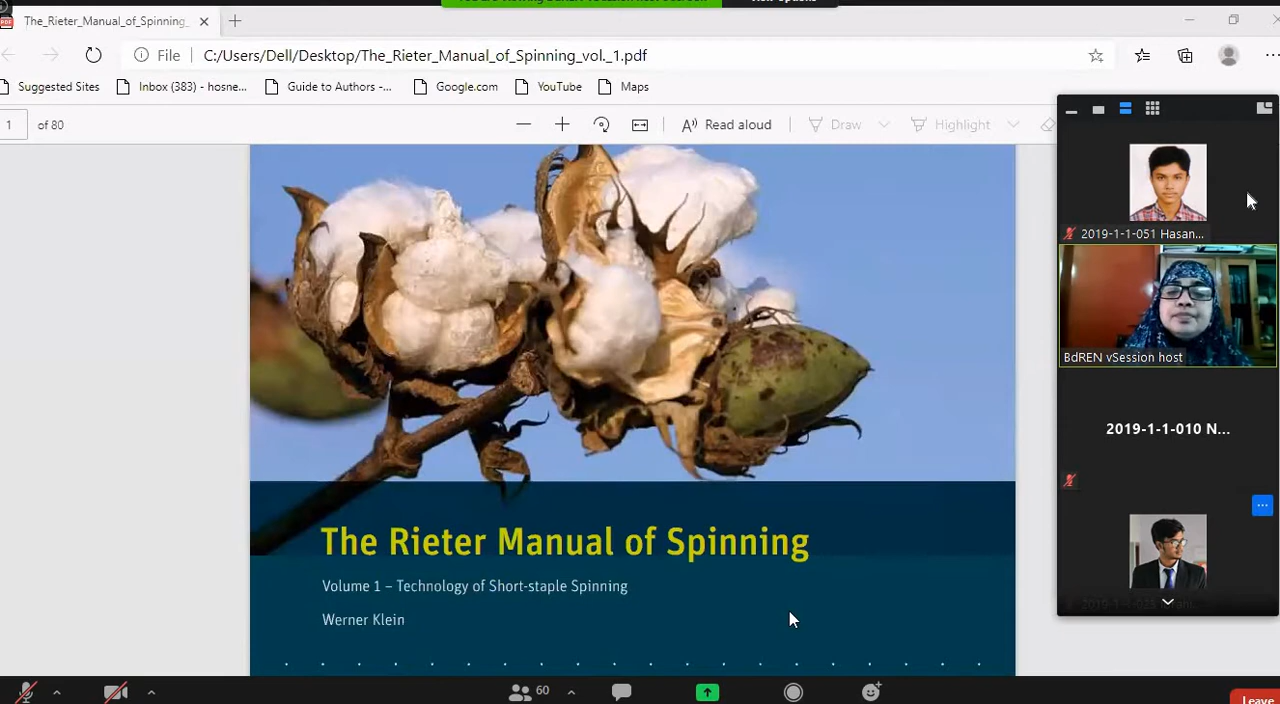 The_Rieter_Manual_of_Spinning_
File
C:/Users/Dell/Desktop/The_Rieter_Manual_of_Spinning_vol._1.pdf
Suggested Sites
Inbox (383) - hosne...
Guide to Authors -...
Google.com
YouTube
Maps
1 of 80
Read aloud
Draw
Highlight
The Rieter Manual of Spinning
Volume 1 – Technology of Short-staple Spinning
Werner Klein
2019-1-1-051 Hasan...
BdREN vSession host
2019-1-1-010 N...
60
Leave